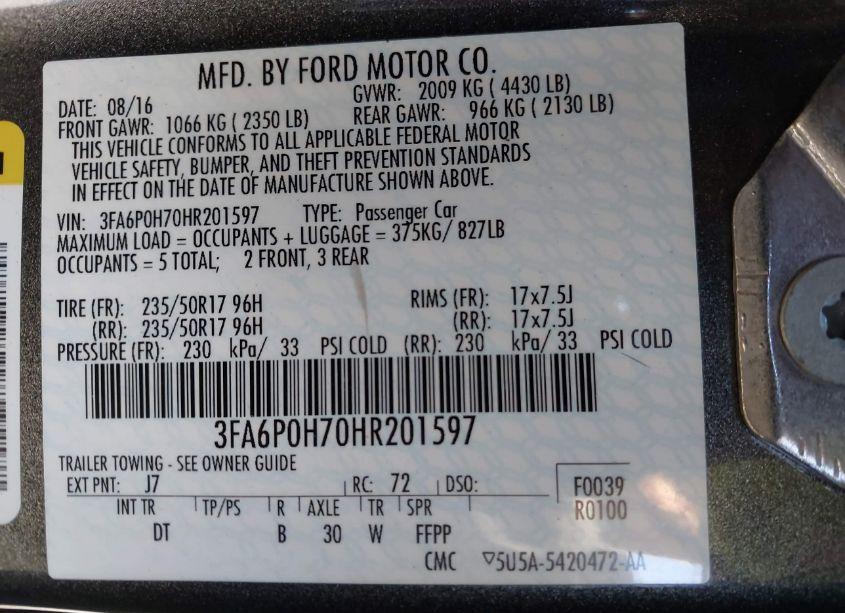 MFD. BY FORD MOTOR CO.
DATE: 08/16 GVWR: 2009 KG ( 4430 LB)
FRONT GAWR: 1066 KG ( 2350 LB) REAR GAWR: 966 KG ( 2130 LB)
THIS VEHICLE CONFORMS TO ALL APPLICABLE FEDERAL MOTOR
VEHICLE SAFETY, BUMPER, AND THEFT PREVENTION STANDARDS
IN EFFECT ON THE DATE OF MANUFACTURE SHOWN ABOVE.
VIN: 3FA6P0H70HR201597 TYPE: Passenger Car
MAXIMUM LOAD = OCCUPANTS + LUGGAGE = 375KG/ 827LB
OCCUPANTS = 5 TOTAL; 2 FRONT, 3 REAR
TIRE (FR): 235/50R17 96H RIMS (FR): 17x7.5J
(RR): 235/50R17 96H (RR): 17x7.5J
PRESSURE (FR): 230 kPa/ 33 PSI COLD (RR): 230 kPa/ 33 PSI COLD
3FA6P0H70HR201597
TRAILER TOWING - SEE OWNER GUIDE
EXT PNT: J7 RC: 72 DSO: F0039
INT TR TP/PS R AXLE TR SPR R0100
DT B 30 W FFPP
CMC ▽5U5A-5420472-AA